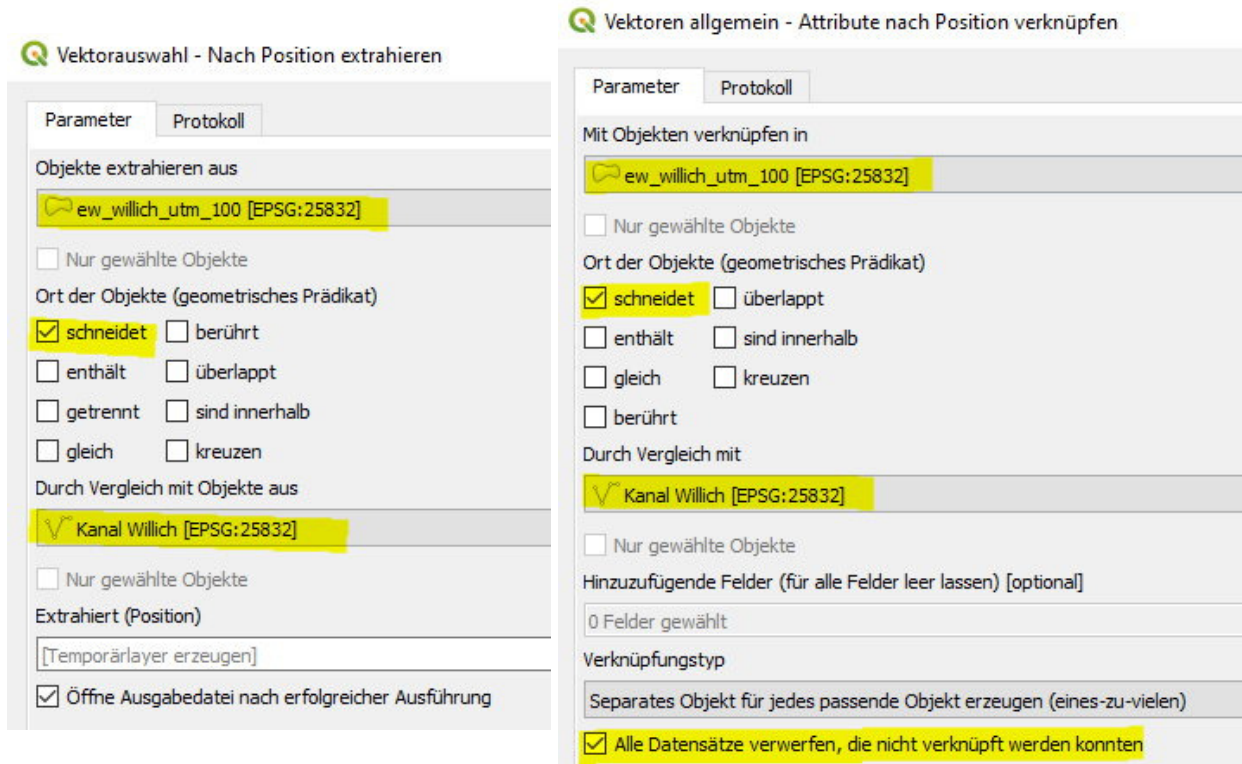 Vektorauswahl - Nach Position extrahieren
Parameter Protokoll
Objekte extrahieren aus
ew_willich_utm_100 [EPSG:25832]
Nur gewählte Objekte
Ort der Objekte (geometrisches Prädikat)
schneidet berührt
enthält überlappt
getrennt sind innerhalb
gleich kreuzen
Durch Vergleich mit Objekte aus
Kanal Willich [EPSG:25832]
Nur gewählte Objekte
Extrahiert (Position)
[Temporärlayer erzeugen]
Öffne Ausgabedatei nach erfolgreicher Ausführung
Vektoren allgemein - Attribute nach Position verknüpfen
Parameter Protokoll
Mit Objekten verknüpfen in
ew_willich_utm_100 [EPSG:25832]
Nur gewählte Objekte
Ort der Objekte (geometrisches Prädikat)
schneidet überlappt
enthält sind innerhalb
gleich kreuzen
berührt
Durch Vergleich mit
Kanal Willich [EPSG:25832]
Nur gewählte Objekte
Hinzuzufügende Felder (für alle Felder leer lassen) [optional]
0 Felder gewählt
Verknüpfungstyp
Separates Objekt für jedes passende Objekt erzeugen (eines-zu-vielen)
Alle Datensätze verwerfen, die nicht verknüpft werden konnten